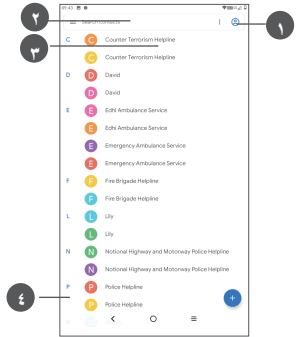 09:43
Search contacts
١
٢
٣
C Counter Terrorism Helpline
C Counter Terrorism Helpline
D David
David
E E Edhi Ambulance Service
E Edhi Ambulance Service
E Emergency Ambulance Service
E Emergency Ambulance Service
F F Fire Brigade Helpline
F Fire Brigade Helpline
L L Lily
L Lily
N N Notional Highway and Motorway Police Helpline
N Notional Highway and Motorway Police Helpline
P P Police Helpline
P Police Helpline
٤